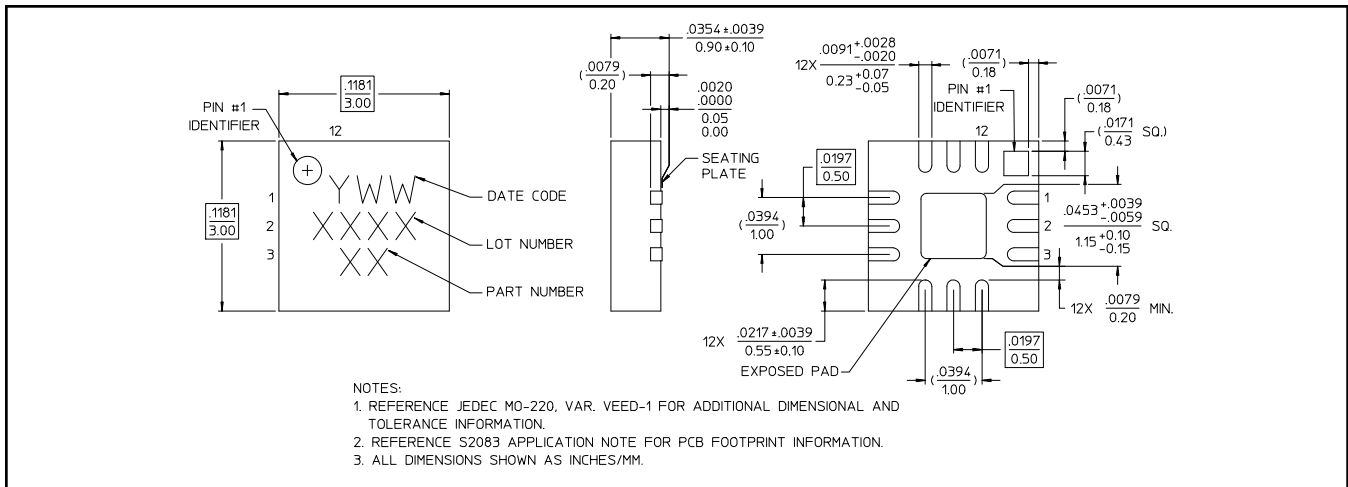 .1181
3.00
PIN #1
IDENTIFIER
12
.1181
3.00
1
2
3
YWW
XXXX
XX
DATE CODE
LOT NUMBER
PART NUMBER
.0354±.0039
0.90±0.10
(.0079
0.20)
.0020
.0000
0.05
0.00
SEATING
PLATE
12X .0091 +.0028
-.0020
0.23 +0.07
-0.05
(.0071
0.18)
PIN #1
IDENTIFIER
12
(.0071
0.18)
(.0171
0.43 SQ.)
.0197
0.50
(.0394
1.00)
1
2
3
.0453 +.0039
-.0059 SQ.
1.15 +0.10
-0.15
12X .0079
0.20 MIN.
12X .0217±.0039
0.55±0.10
EXPOSED PAD
.0197
0.50
(.0394
1.00)
NOTES:
1. REFERENCE JEDEC MO-220, VAR. VEED-1 FOR ADDITIONAL DIMENSIONAL AND
TOLERANCE INFORMATION.
2. REFERENCE S2083 APPLICATION NOTE FOR PCB FOOTPRINT INFORMATION.
3. ALL DIMENSIONS SHOWN AS INCHES/MM.